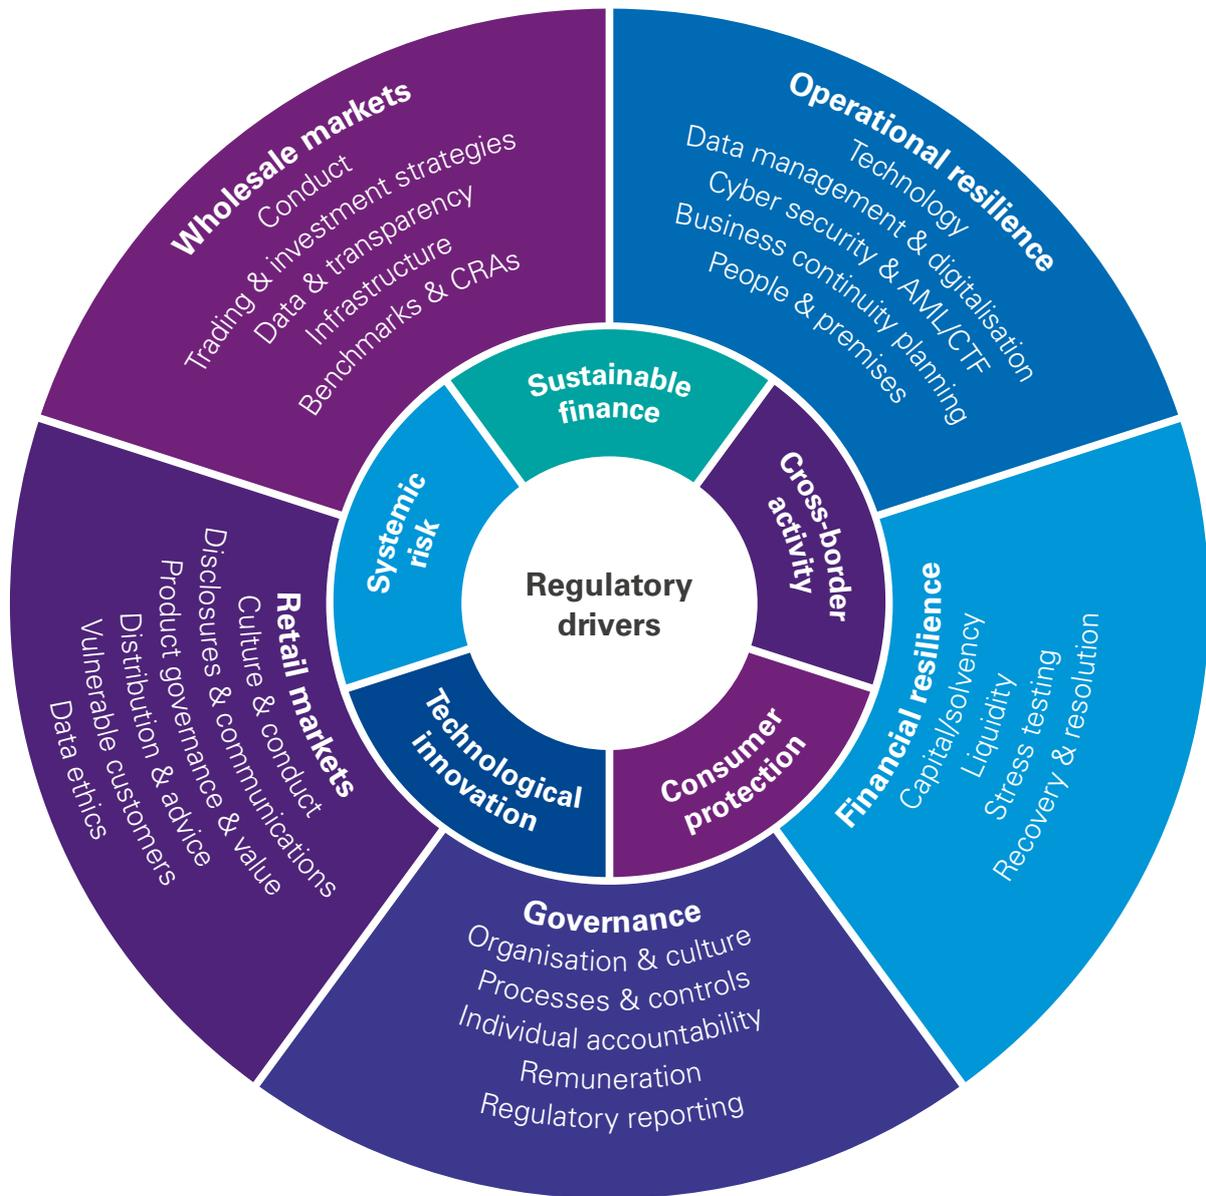 Regulatory
drivers
Sustainable
finance
Cross-border
activity
Consumer
protection
Technological
innovation
Systemic
risk
Operational resilience
Technology
Data management & digitalisation
Cyber security & AML/CTF
Business continuity planning
People & premises
Financial resilience
Capital/solvency
Liquidity
Stress testing
Recovery & resolution
Governance
Organisation & culture
Processes & controls
Individual accountability
Remuneration
Regulatory reporting
Retail markets
Culture & conduct
Disclosures & communications
Product governance & value
Distribution & advice
Vulnerable customers
Data ethics
Wholesale markets
Conduct
Trading & investment strategies
Data & transparency
Infrastructure
Benchmarks & CRAs